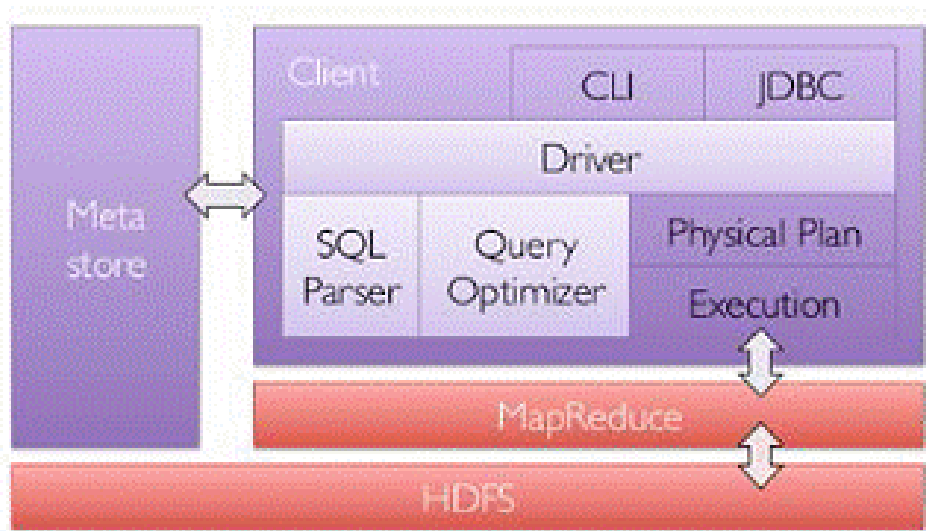 Meta
store
Client
CLI
JDBC
Driver
SQL
Parser
Query
Optimizer
Physical Plan
Execution
MapReduce
HDFS